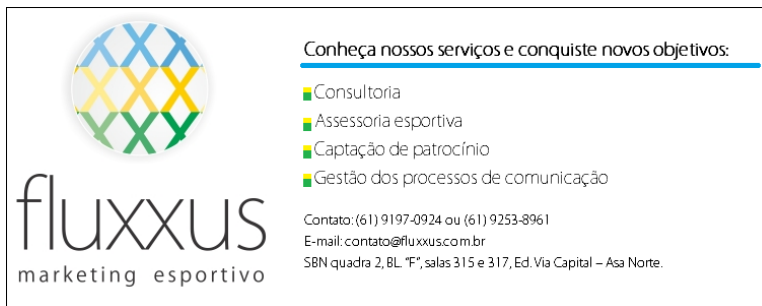 fluxxus
marketing esportivo
Conheça nossos serviços e conquiste novos objetivos:
Consultoria
Assessoria esportiva
Captação de patrocínio
Gestão dos processos de comunicação
Contato: (61) 9197-0924 ou (61) 9253-8961
E-mail: contato@fluxxus.com.br
SBN quadra 2, BL. "F", salas 315 e 317, Ed. Via Capital – Asa Norte.